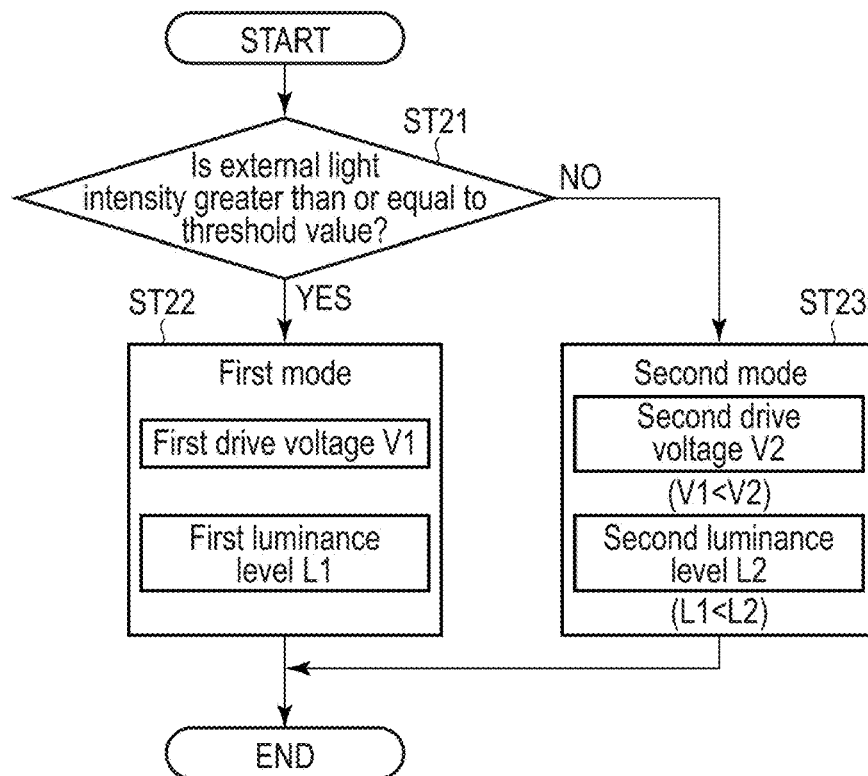 START
ST21
Is external light
intensity greater than or equal to
threshold value?
NO
YES
ST22
First mode
First drive voltage V1
First luminance
level L1
ST23
Second mode
Second drive
voltage V2
(V1<V2)
Second luminance
level L2
(L1<L2)
END